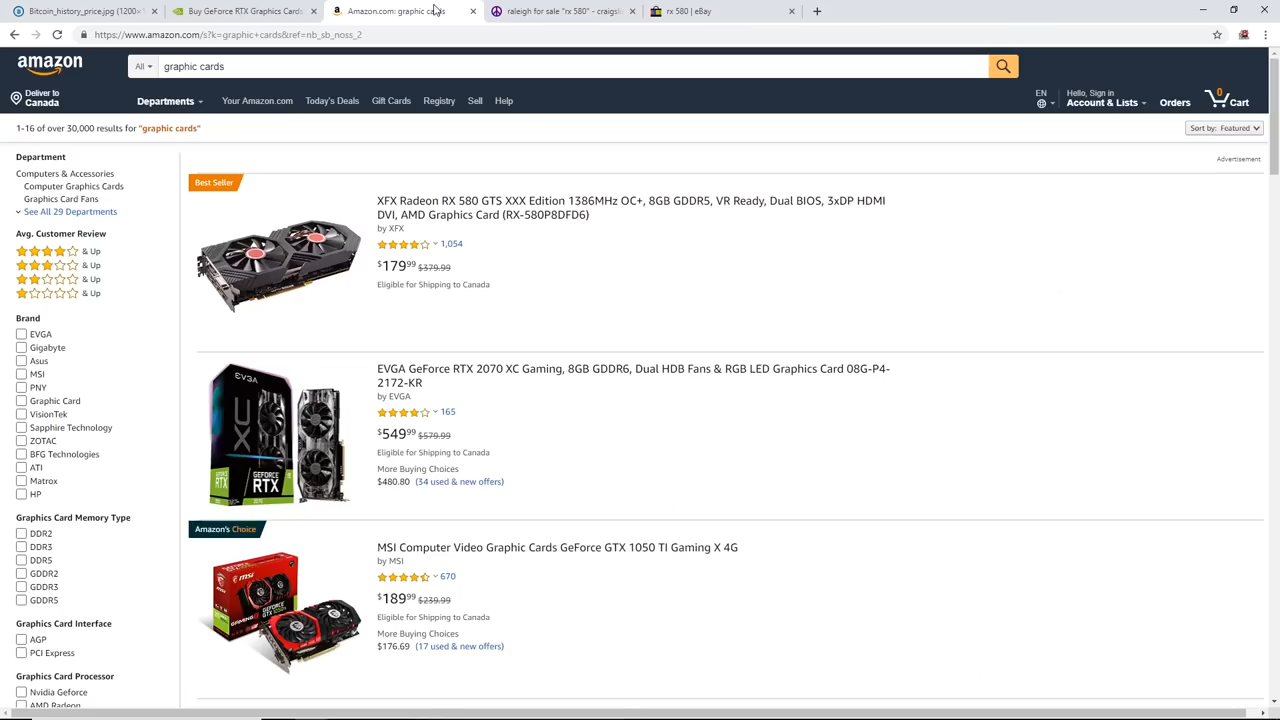 Bitcoin_history_price.jpg (1200×
Buy GeForce RTX Graphics Cards
Amazon.com: graphic cards
raleigh for sale "rx 580" - craigsli
rx 580 | eBay
https://www.amazon.com/s?k=graphic+cards&ref=nb_sb_noss_2
amazon
All
graphic cards
Deliver to
Canada
Departments
Your Amazon.com
Today's Deals
Gift Cards
Registry
Sell
Help
EN
Hello, Sign in
Account & Lists
Orders
0
Cart
1-16 of over 30,000 results for "graphic cards"
Sort by: Featured
Department
Computers & Accessories
Computer Graphics Cards
Graphics Card Fans
See All 29 Departments
Avg. Customer Review
& Up
& Up
& Up
& Up
Brand
EVGA
Gigabyte
Asus
MSI
PNY
Graphic Card
VisionTek
Sapphire Technology
ZOTAC
BFG Technologies
ATI
Matrox
HP
Graphics Card Memory Type
DDR2
DDR3
DDR5
GDDR2
GDDR3
GDDR5
Graphics Card Interface
AGP
PCI Express
Graphics Card Processor
Nvidia Geforce
AMD Radeon
Advertisement
Best Seller
XFX Radeon RX 580 GTS XXX Edition 1386MHz OC+, 8GB GDDR5, VR Ready, Dual BIOS, 3xDP HDMI
DVI, AMD Graphics Card (RX-580P8DFD6)
by XFX
1,054
$179.99 $379.99
Eligible for Shipping to Canada
EVGA
XC
GEFORCE
RTX
EVGA GeForce RTX 2070 XC Gaming, 8GB GDDR6, Dual HDB Fans & RGB LED Graphics Card 08G-P4-
2172-KR
by EVGA
165
$549.99 $579.99
Eligible for Shipping to Canada
More Buying Choices
$480.80 (34 used & new offers)
Amazon's Choice
msi
MSI Computer Video Graphic Cards GeForce GTX 1050 TI Gaming X 4G
by MSI
670
$189.99 $239.99
Eligible for Shipping to Canada
More Buying Choices
$176.69 (17 used & new offers)